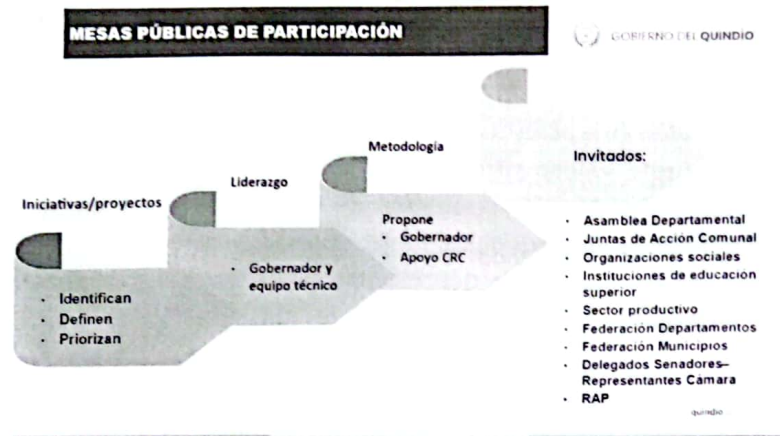 MESAS PÚBLICAS DE PARTICIPACIÓN
GOBIERNO DEL QUINDÍO
Iniciativas/proyectos
· Identifican
· Definen
· Priorizan
Liderazgo
· Gobernador y
equipo técnico
Metodología
Propone
· Gobernador
· Apoyo CRC
Invitados:
· Asamblea Departamental
· Juntas de Acción Comunal
· Organizaciones sociales
· Instituciones de educación
superior
· Sector productivo
· Federación Departamentos
· Federación Municipios
· Delegados Senadores–
Representantes Cámara
· RAP
quindio